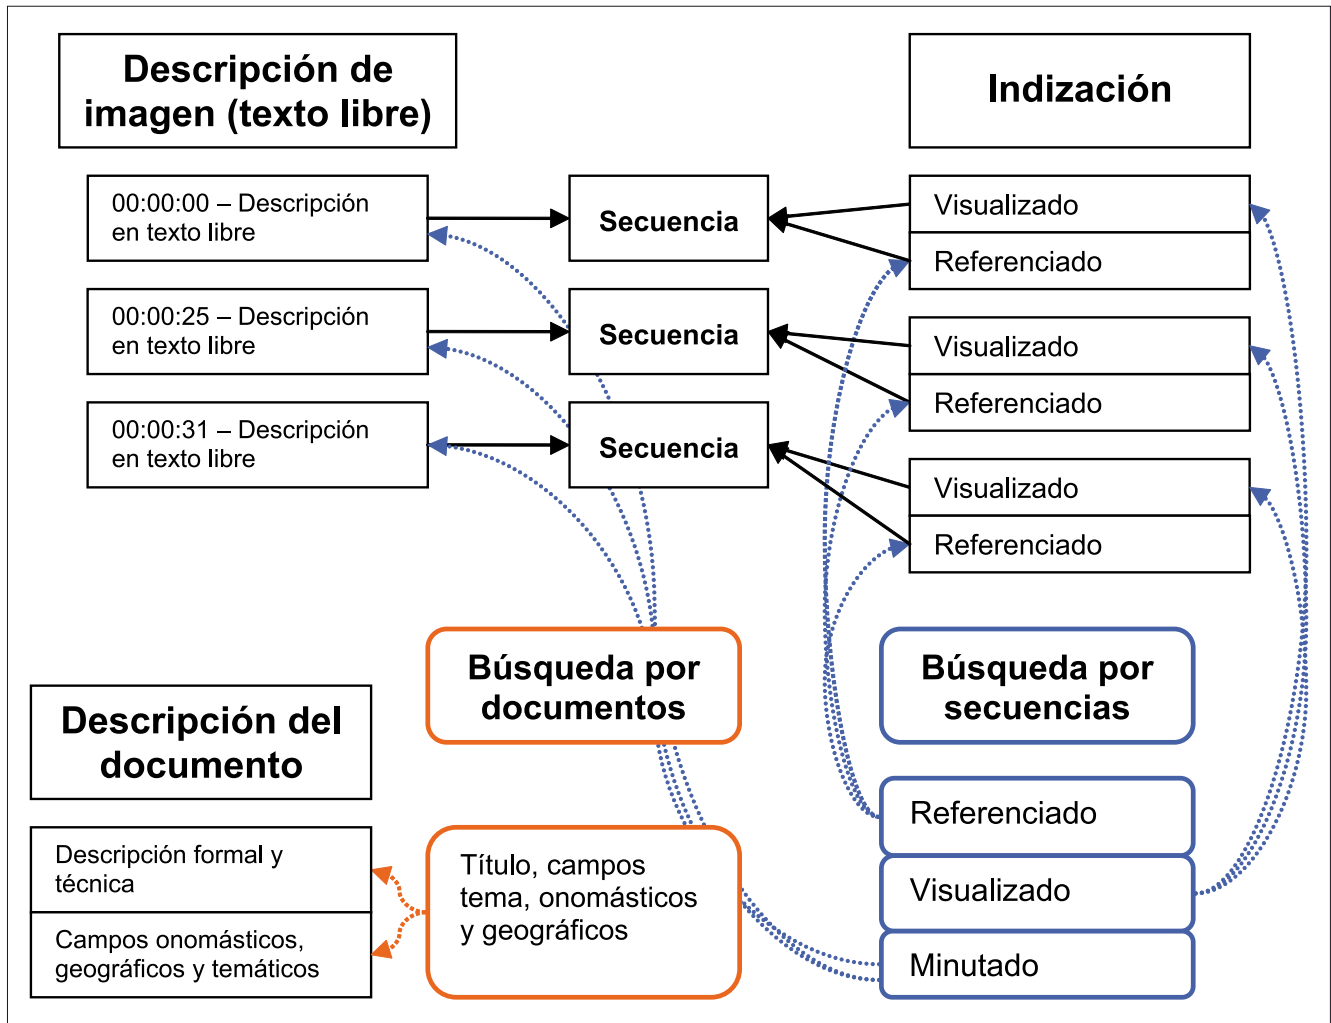 Descripción de
imagen (texto libre)
Indización
00:00:00 – Descripción
en texto libre
Secuencia
Visualizado
Referenciado
00:00:25 – Descripción
en texto libre
Secuencia
Visualizado
Referenciado
00:00:31 – Descripción
en texto libre
Secuencia
Visualizado
Referenciado
Búsqueda por
documentos
Búsqueda por
secuencias
Descripción del
documento
Descripción formal y
técnica
Campos onomásticos,
geográficos y temáticos
Título, campos
tema, onomásticos
y geográficos
Referenciado
Visualizado
Minutado